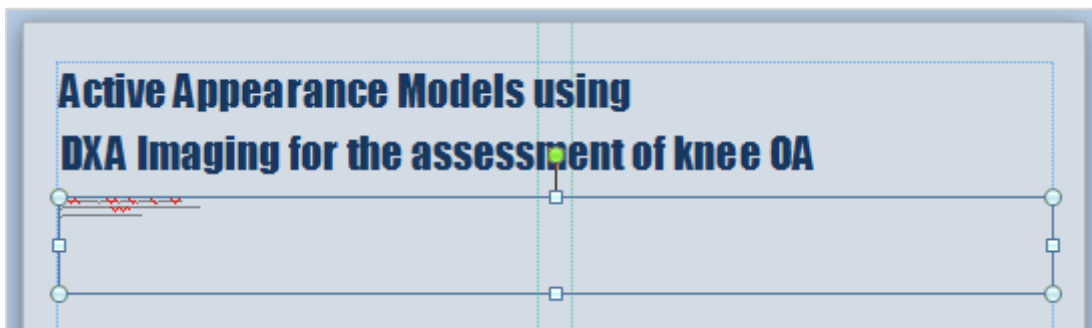 Active Appearance Models using
DXA Imaging for the assessment of knee OA